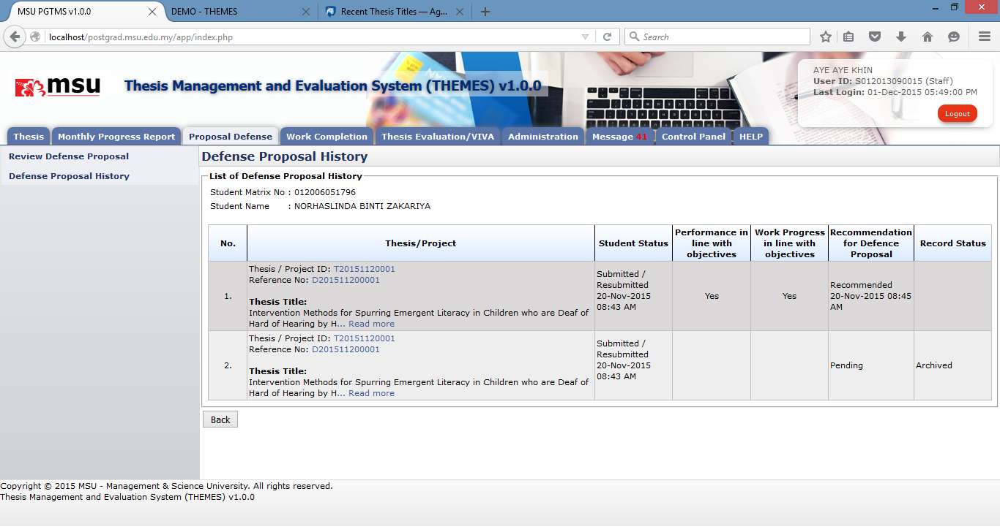 MSU PGTMS v1.0.0
DEMO - THEMES
Recent Thesis Titles — Ag...
localhost/postgrad.msu.edu.my/app/index.php
Search
msu
Thesis Management and Evaluation System (THEMES) v1.0.0
AYE AYE KHIN
User ID: S012013090015 (Staff)
Last Login: 01-Dec-2015 05:49:00 PM
Logout
Thesis
Monthly Progress Report
Proposal Defense
Work Completion
Thesis Evaluation/VIVA
Administration
Message 41
Control Panel
HELP
Review Defense Proposal
Defense Proposal History
Defense Proposal History
List of Defense Proposal History
Student Matrix No : 012006051796
Student Name : NORHASLINDA BINTI ZAKARIYA
No.
Thesis/Project
Student Status
Performance in
line with
objectives
Work Progress
in line with
objectives
Recommendation
for Defence
Proposal
Record Status
1.
Thesis / Project ID: T20151120001
Reference No: D201511200001
Thesis Title:
Intervention Methods for Spurring Emergent Literacy in Children who are Deaf of
Hard of Hearing by H... Read more
Submitted /
Resubmitted
20-Nov-2015
08:43 AM
Yes
Yes
Recommended
20-Nov-2015 08:45
AM
2.
Thesis / Project ID: T20151120001
Reference No: D201511200001
Thesis Title:
Intervention Methods for Spurring Emergent Literacy in Children who are Deaf of
Hard of Hearing by H... Read more
Submitted /
Resubmitted
20-Nov-2015
08:43 AM
Pending
Archived
Back
Copyright © 2015 MSU - Management & Science University. All rights reserved.
Thesis Management and Evaluation System (THEMES) v1.0.0